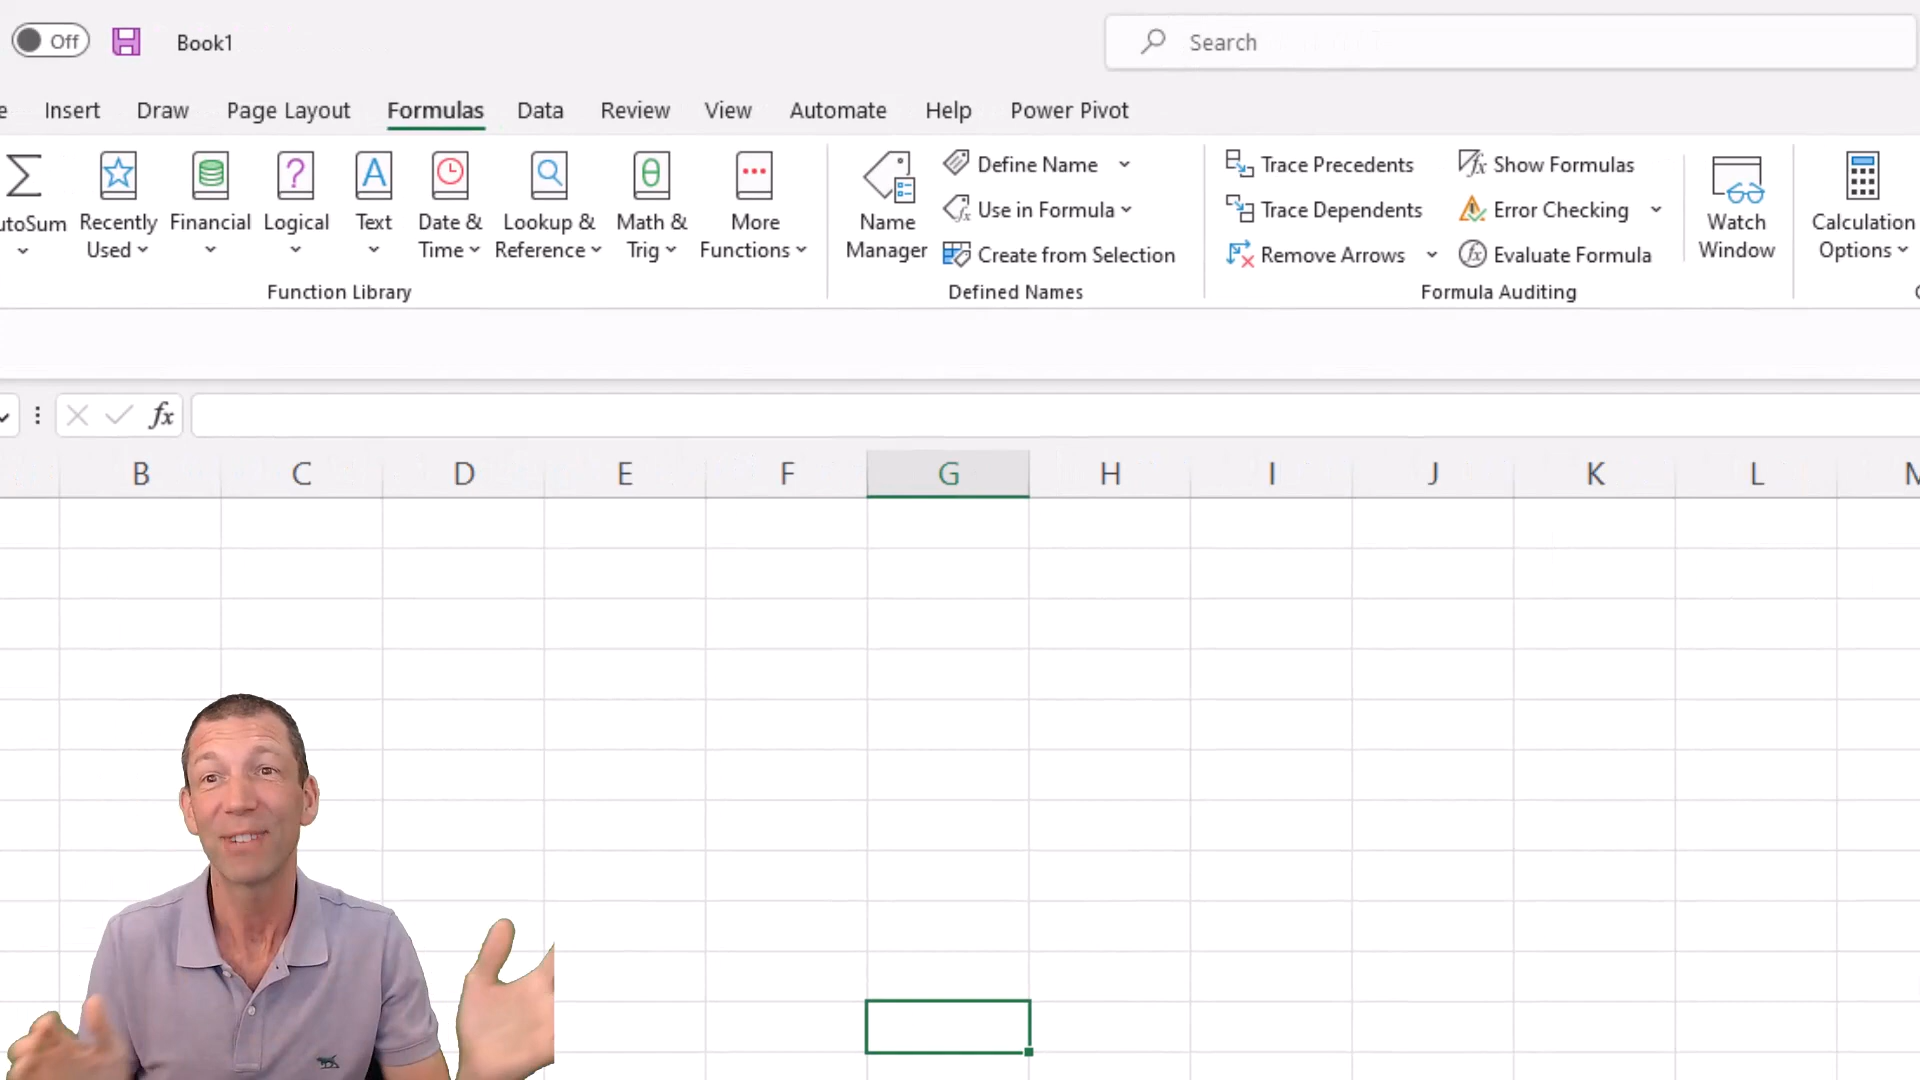 Off Book1 Search
e Insert Draw Page Layout Formulas Data Review View Automate Help Power Pivot
utoSum
Recently Used
Financial
Logical
Text
Date & Time
Lookup & Reference
Math & Trig
More Functions
Function Library
Name Manager
Define Name
Use in Formula
Create from Selection
Defined Names
Trace Precedents
Trace Dependents
Remove Arrows
Show Formulas
Error Checking
Evaluate Formula
Formula Auditing
Watch Window
Calculation Options
fx
B C D E F G H I J K L M